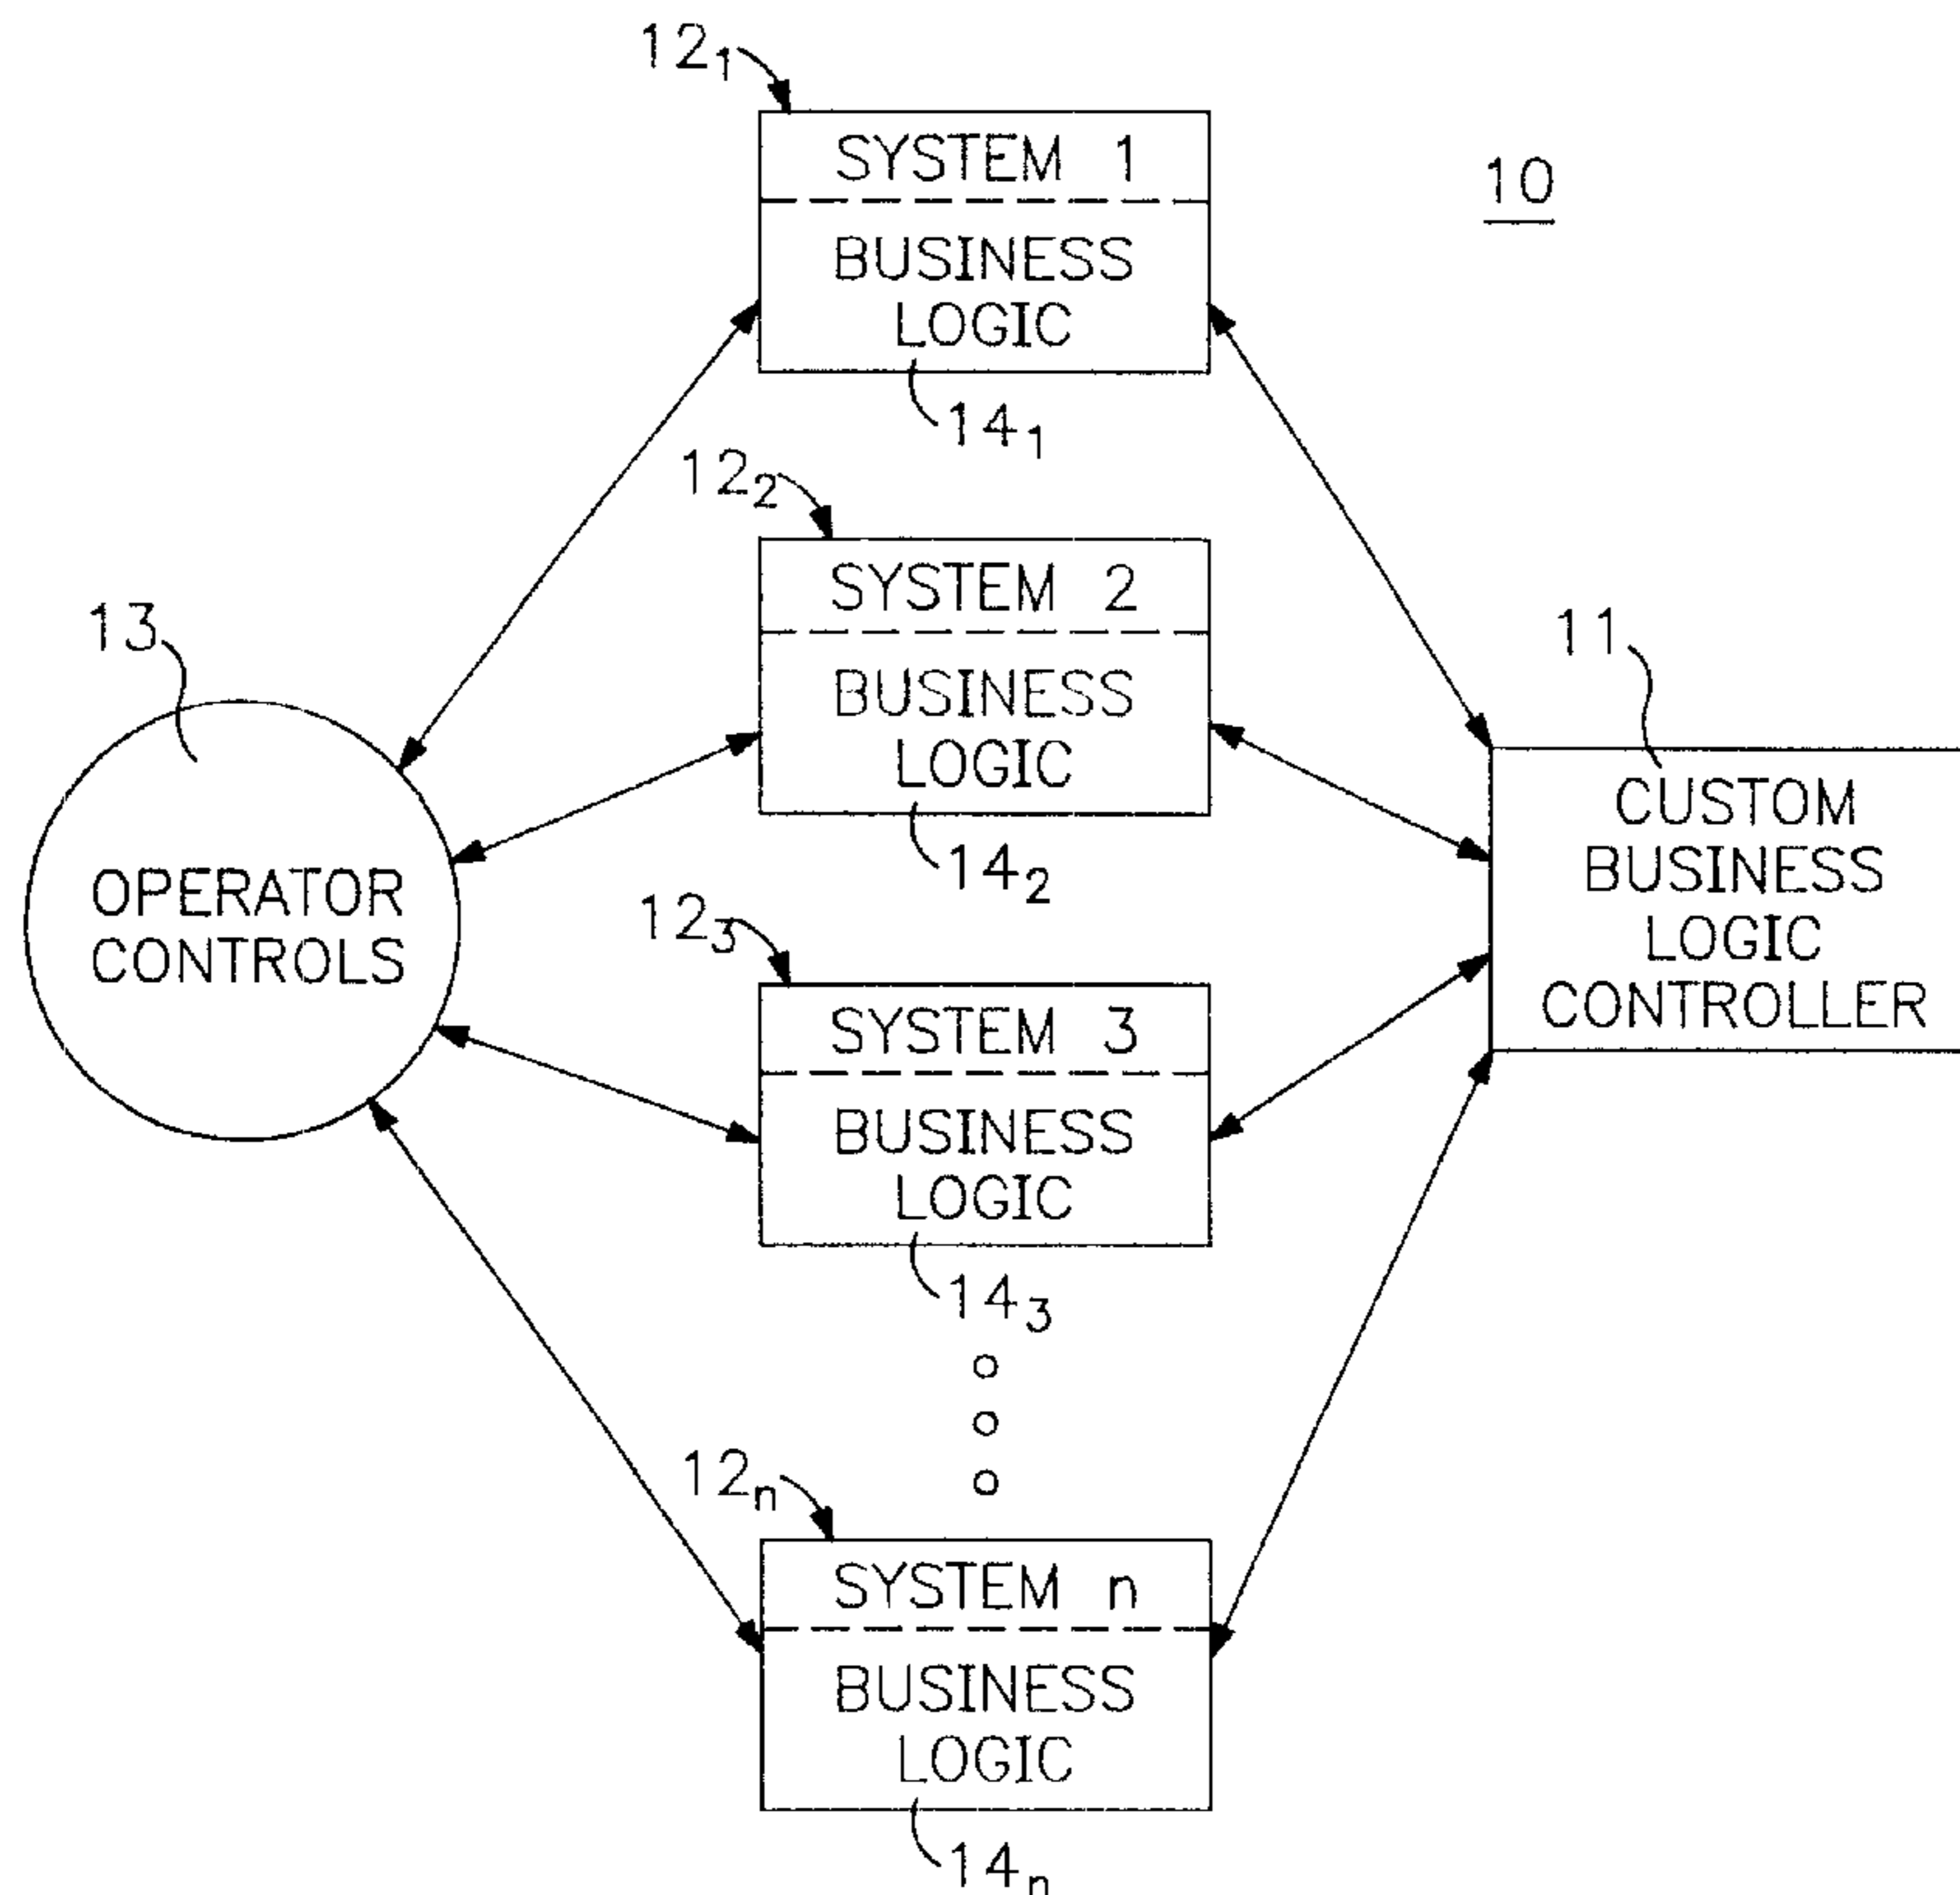 12₁
SYSTEM 1
10
BUSINESS
LOGIC
14₁
12₂
SYSTEM 2
13
11
BUSINESS
LOGIC
CUSTOM
BUSINESS
LOGIC
CONTROLLER
OPERATOR
CONTROLS
14₂
12₃
SYSTEM 3
BUSINESS
LOGIC
14₃
12ₙ
SYSTEM n
BUSINESS
LOGIC
14ₙ